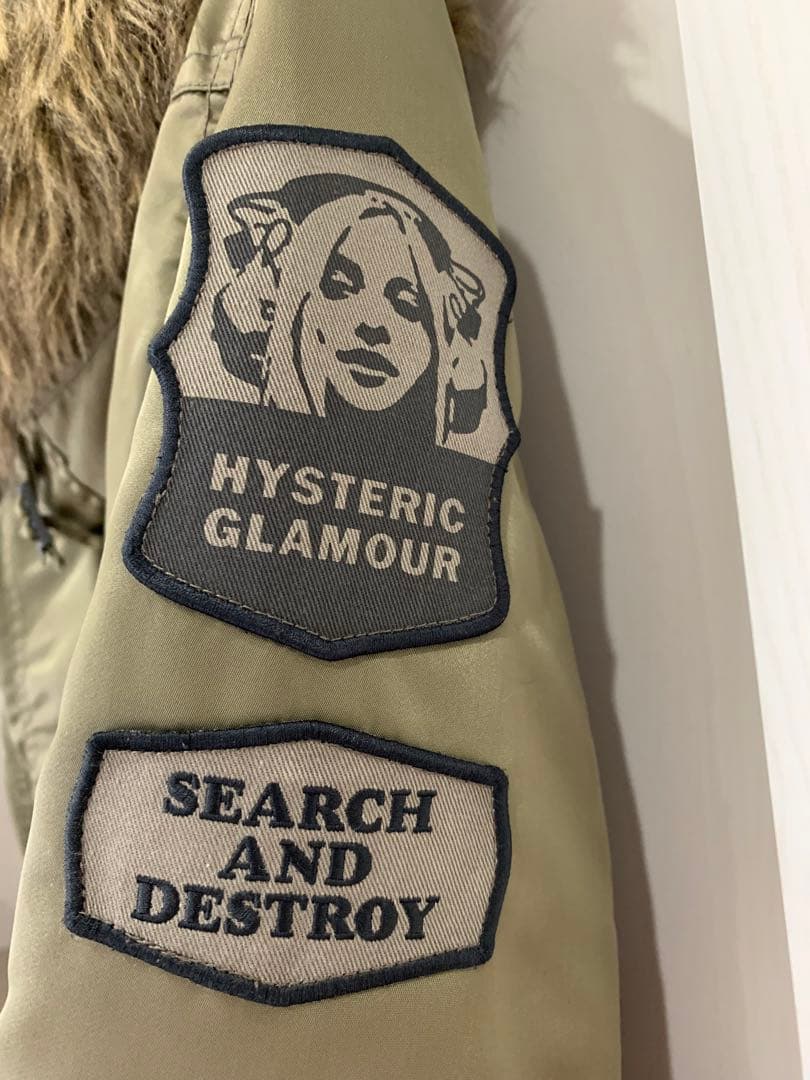 HYSTERIC
GLAMOUR
SEARCH
AND
DESTROY